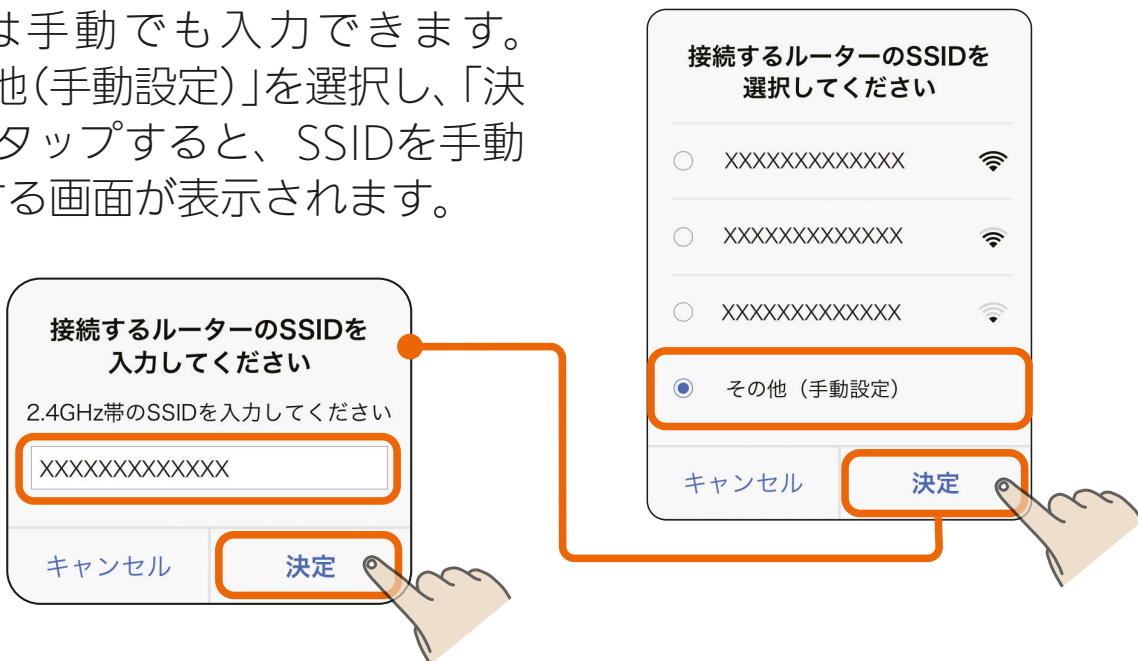 は手動でも入力できます。
他(手動設定)」を選択し、「決
タップすると、SSIDを手動
する画面が表示されます。
接続するルーターのSSIDを
選択してください
XXXXXXXXXXXXX
XXXXXXXXXXXXX
XXXXXXXXXXXXX
その他（手動設定）
キャンセル
決定
接続するルーターのSSIDを
入力してください
2.4GHz帯のSSIDを入力してください
XXXXXXXXXXXXX
キャンセル
決定